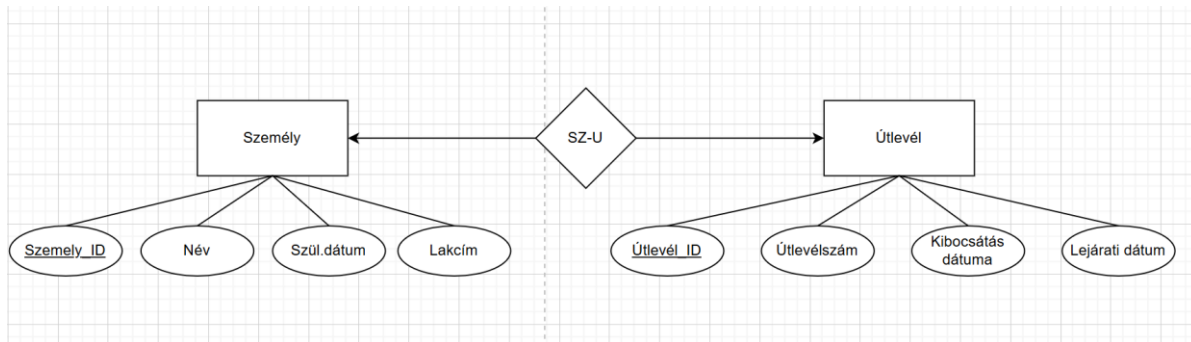 Személy
SZ-U
Útlevél
Szemely_ID
Név
Szül.dátum
Lakcím
Útlevél_ID
Útlevélszám
Kibocsátás
dátuma
Lejárati dátum